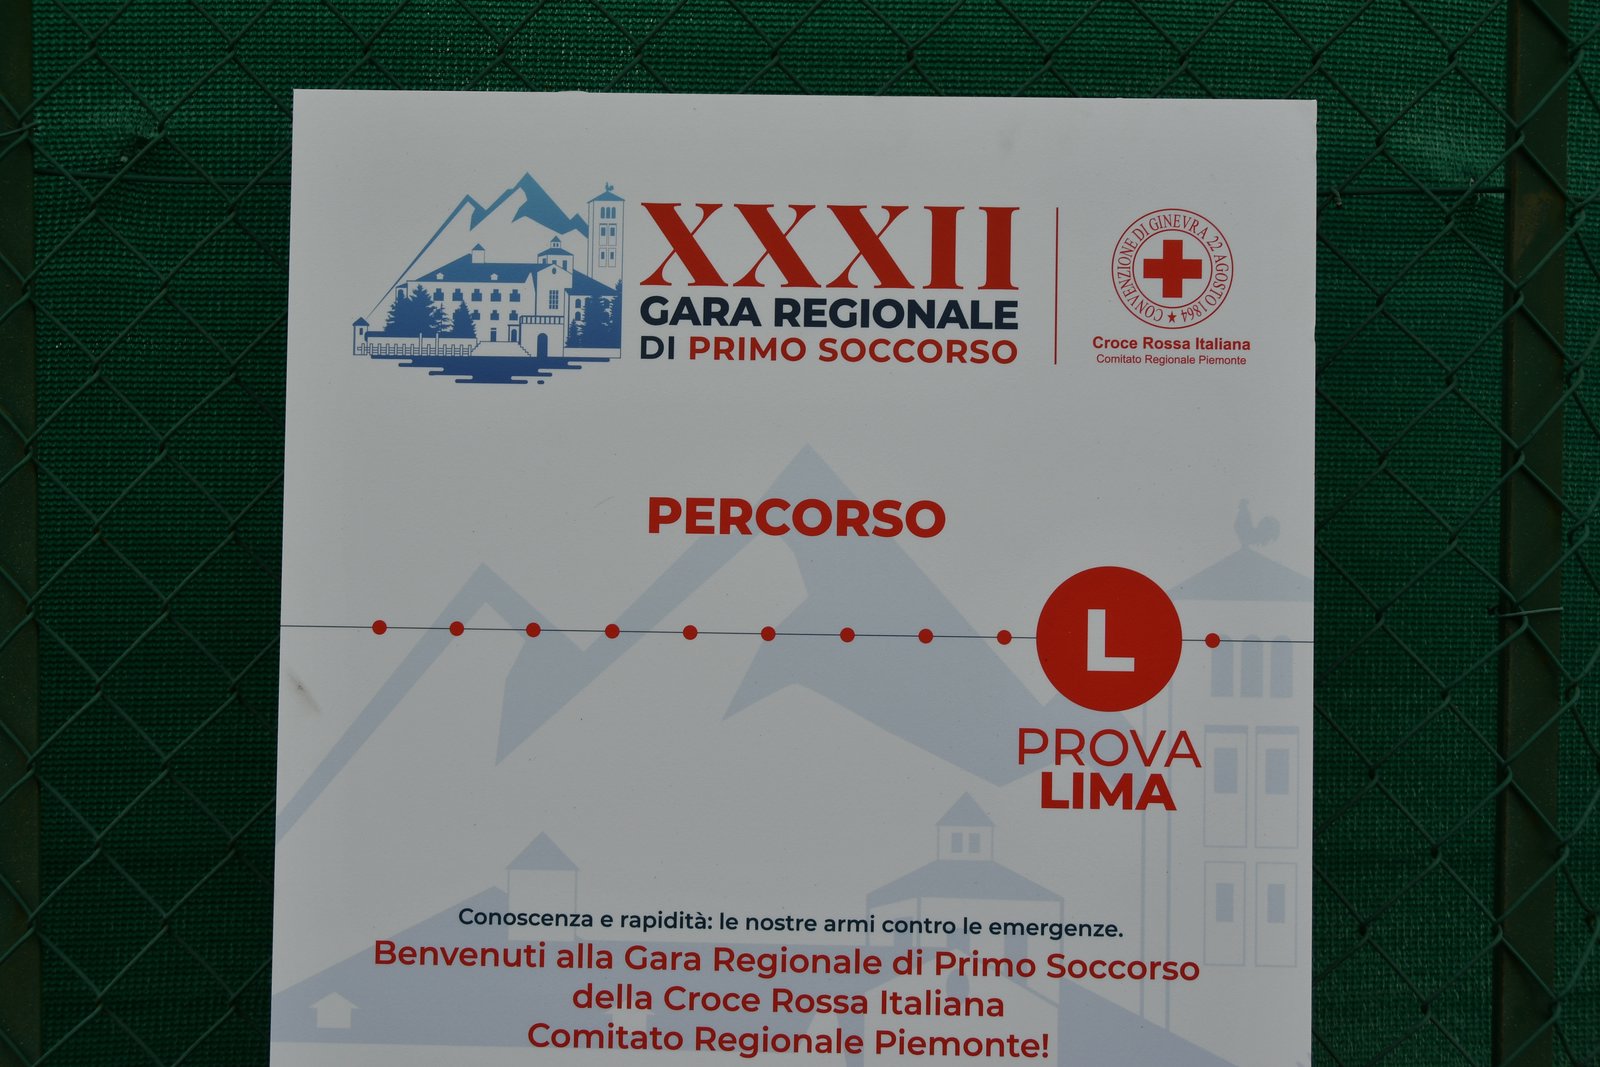 XXXII
GARA REGIONALE
DI PRIMO SOCCORSO
CONVENZIONE DI GINEVRA 22 AGOSTO 1864
Croce Rossa Italiana
Comitato Regionale Piemonte
PERCORSO
L
PROVA
LIMA
Conoscenza e rapidità: le nostre armi contro le emergenze.
Benvenuti alla Gara Regionale di Primo Soccorso
della Croce Rossa Italiana
Comitato Regionale Piemonte!